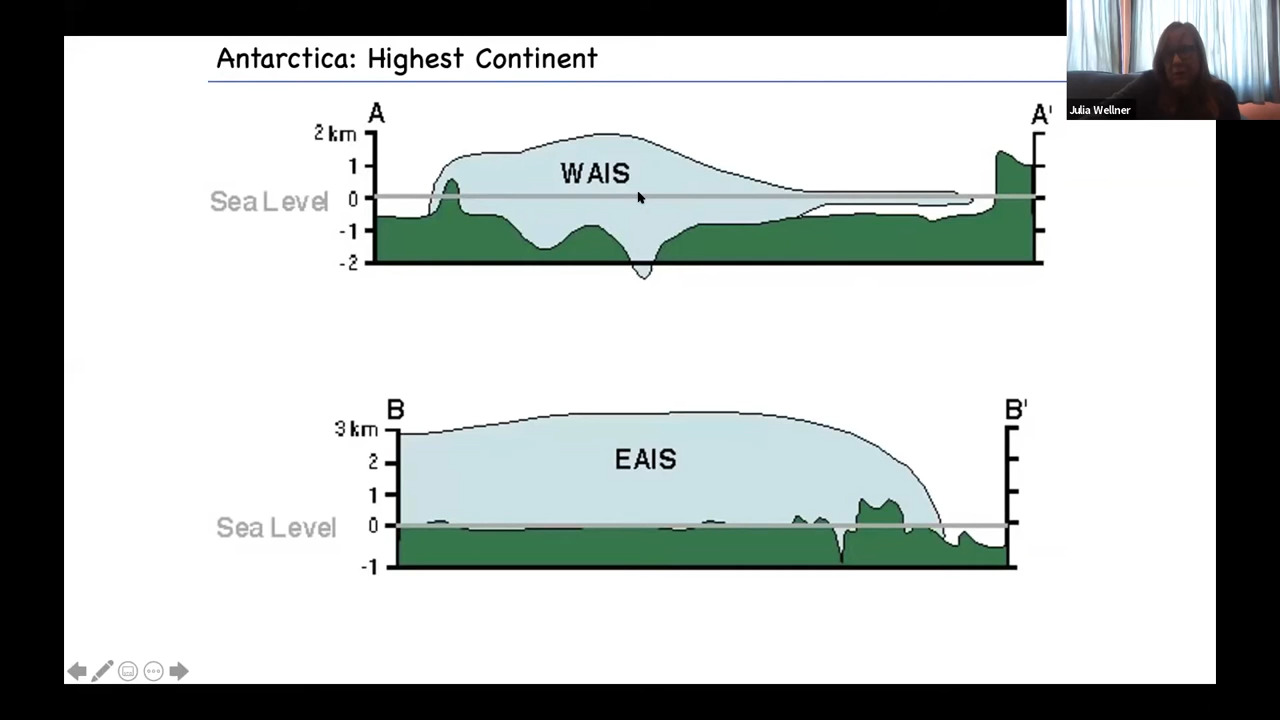 Antarctica: Highest Continent
Julia Wellner
A
A'
2 km
WAIS
1
Sea Level 0
-1
-2
B
B'
3 km
EAIS
2
1
Sea Level 0
-1